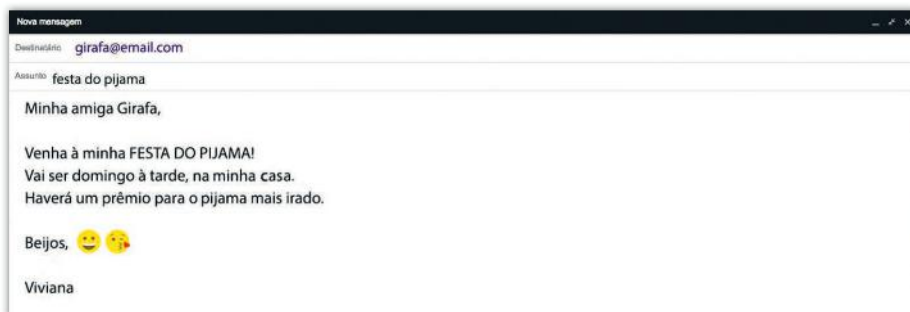 Nova mensagem
Destinatário girafa@email.com
Assunto festa do pijama
Minha amiga Girafa,
Venha à minha FESTA DO PIJAMA!
Vai ser domingo à tarde, na minha casa.
Haverá um prêmio para o pijama mais irado.
Beijos,
Viviana